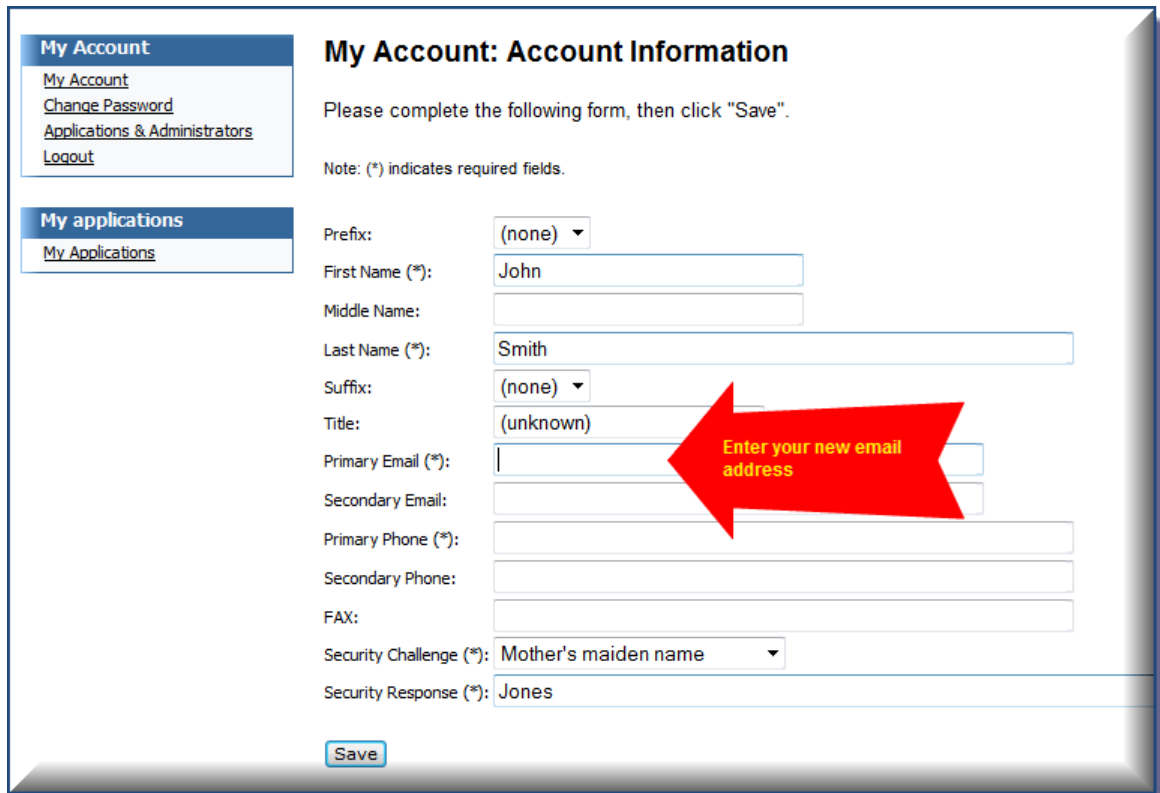 My Account
My Account
Change Password
Applications & Administrators
Logout
My applications
My Applications
My Account: Account Information
Please complete the following form, then click "Save".
Note: (*) indicates required fields.
Prefix: (none)
First Name (*): John
Middle Name:
Last Name (*): Smith
Suffix: (none)
Title: (unknown)
Primary Email (*):
Enter your new email
address
Secondary Email:
Primary Phone (*):
Secondary Phone:
FAX:
Security Challenge (*): Mother's maiden name
Security Response (*): Jones
Save